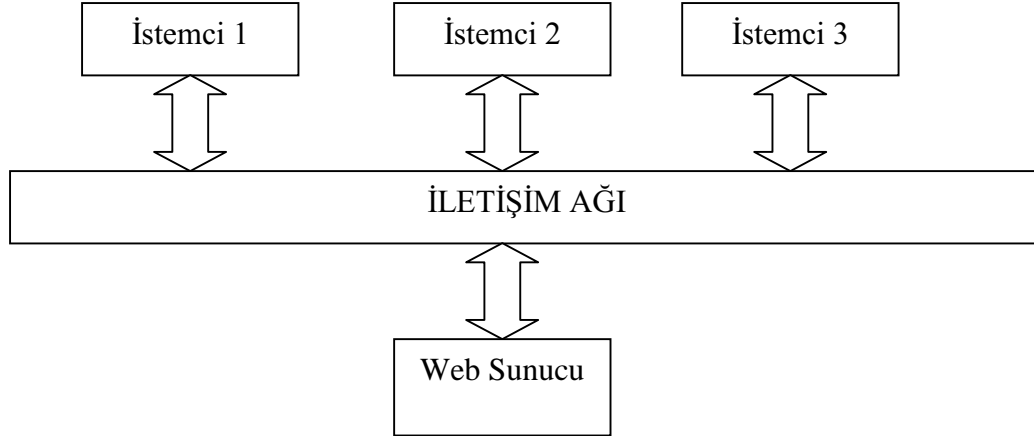 İstemci 1
İstemci 2
İstemci 3
İLETİŞİM AĞI
Web Sunucu